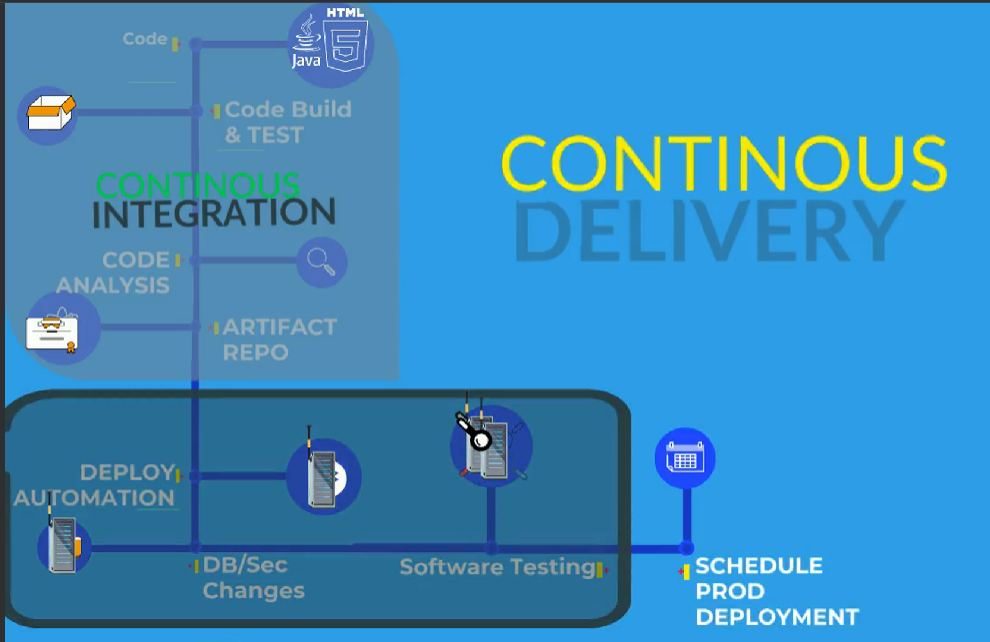 Code
HTML
5
Java
Code Build
& TEST
CONTINOUS
INTEGRATION
CONTINOUS
DELIVERY
CODE
ANALYSIS
ARTIFACT
REPO
DEPLOY
AUTOMATION
DB/Sec
Changes
Software Testing
SCHEDULE
PROD
DEPLOYMENT